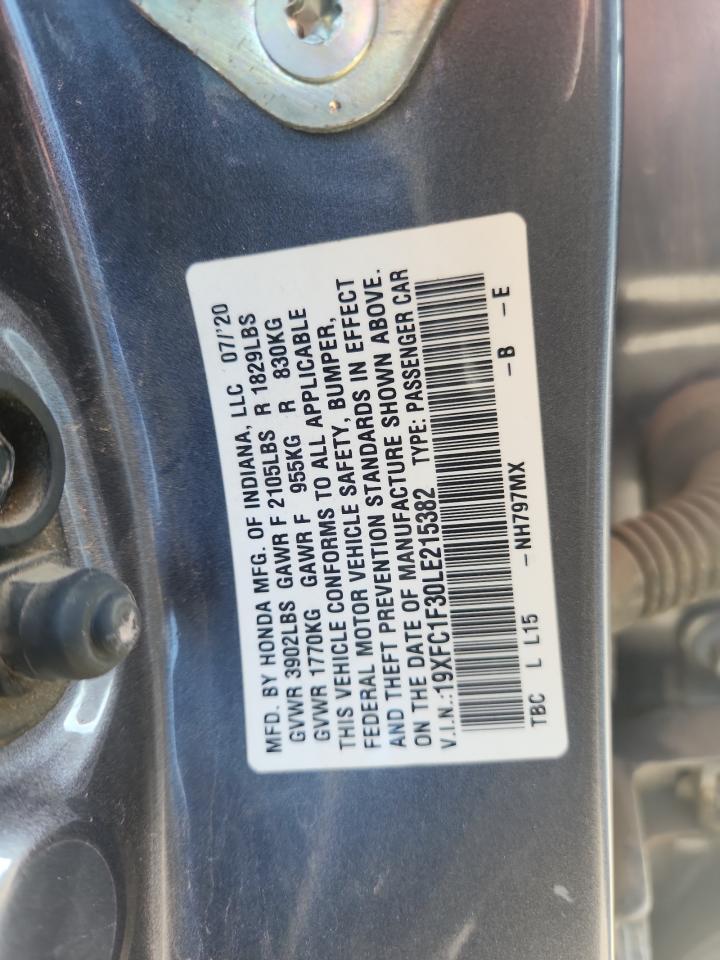 MFD. BY HONDA MFG. OF INDIANA, LLC 07/'20
GVWR 3902LBS GAWR F 2105LBS R 1829LBS
GVWR 1770KG GAWR F 955KG R 830KG
THIS VEHICLE CONFORMS TO ALL APPLICABLE
FEDERAL MOTOR VEHICLE SAFETY, BUMPER,
AND THEFT PREVENTION STANDARDS IN EFFECT
ON THE DATE OF MANUFACTURE SHOWN ABOVE.
V.I.N.:19XFC1F30LE215382 TYPE: PASSENGER CAR
TBC L L15 -NH797MX -B -E